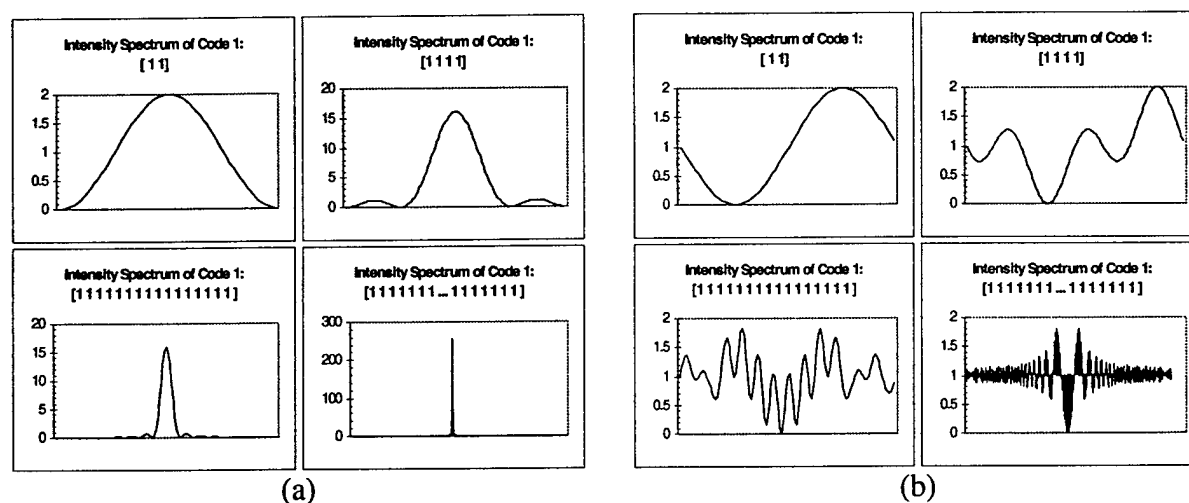 Intensity Spectrum of Code 1:
[1 1]
2
1.5
1
0.5
0
Intensity Spectrum of Code 1:
[1 1 1 1]
20
15
10
5
0
Intensity Spectrum of Code 1:
[1 1 1 1 1 1 1 1 1 1 1 1 1 1 1 1]
20
15
10
5
0
Intensity Spectrum of Code 1:
[1 1 1 1 1 1 1 ... 1 1 1 1 1 1 1]
300
200
100
0
(a)
Intensity Spectrum of Code 1:
[1 1]
2
1.5
1
0.5
0
Intensity Spectrum of Code 1:
[1 1 1 1]
2
1.5
1
0.5
0
Intensity Spectrum of Code 1:
[1 1 1 1 1 1 1 1 1 1 1 1 1 1 1 1]
2
1.5
1
0.5
0
Intensity Spectrum of Code 1:
[1 1 1 1 1 1 1 ... 1 1 1 1 1 1 1]
2
1.5
1
0.5
0
(b)